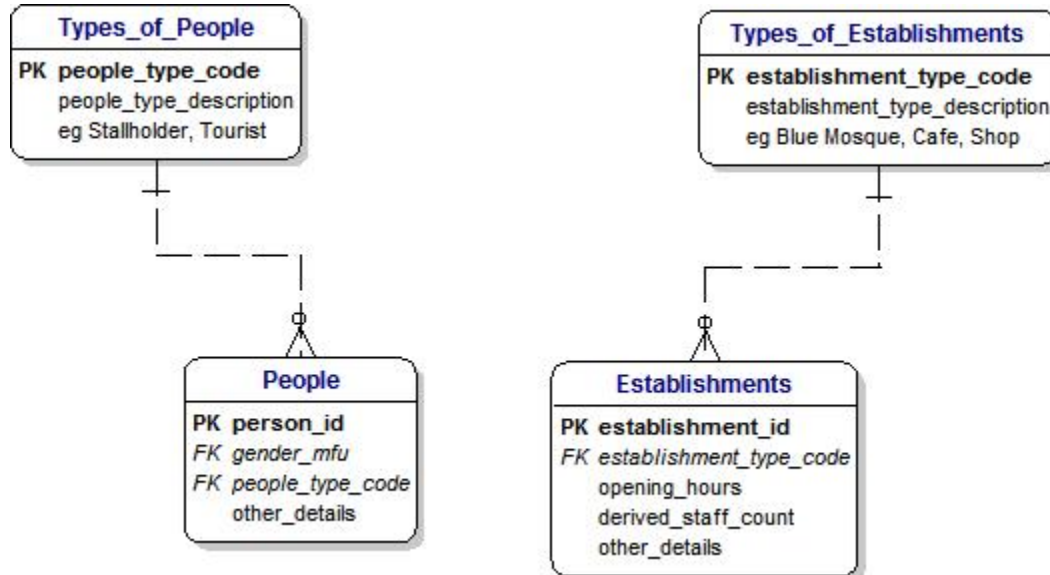 Types_of_People
PK people_type_code
people_type_description
eg Stallholder, Tourist
Types_of_Establishments
PK establishment_type_code
establishment_type_description
eg Blue Mosque, Cafe, Shop
People
PK person_id
FK gender_mfu
FK people_type_code
other_details
Establishments
PK establishment_id
FK establishment_type_code
opening_hours
derived_staff_count
other_details